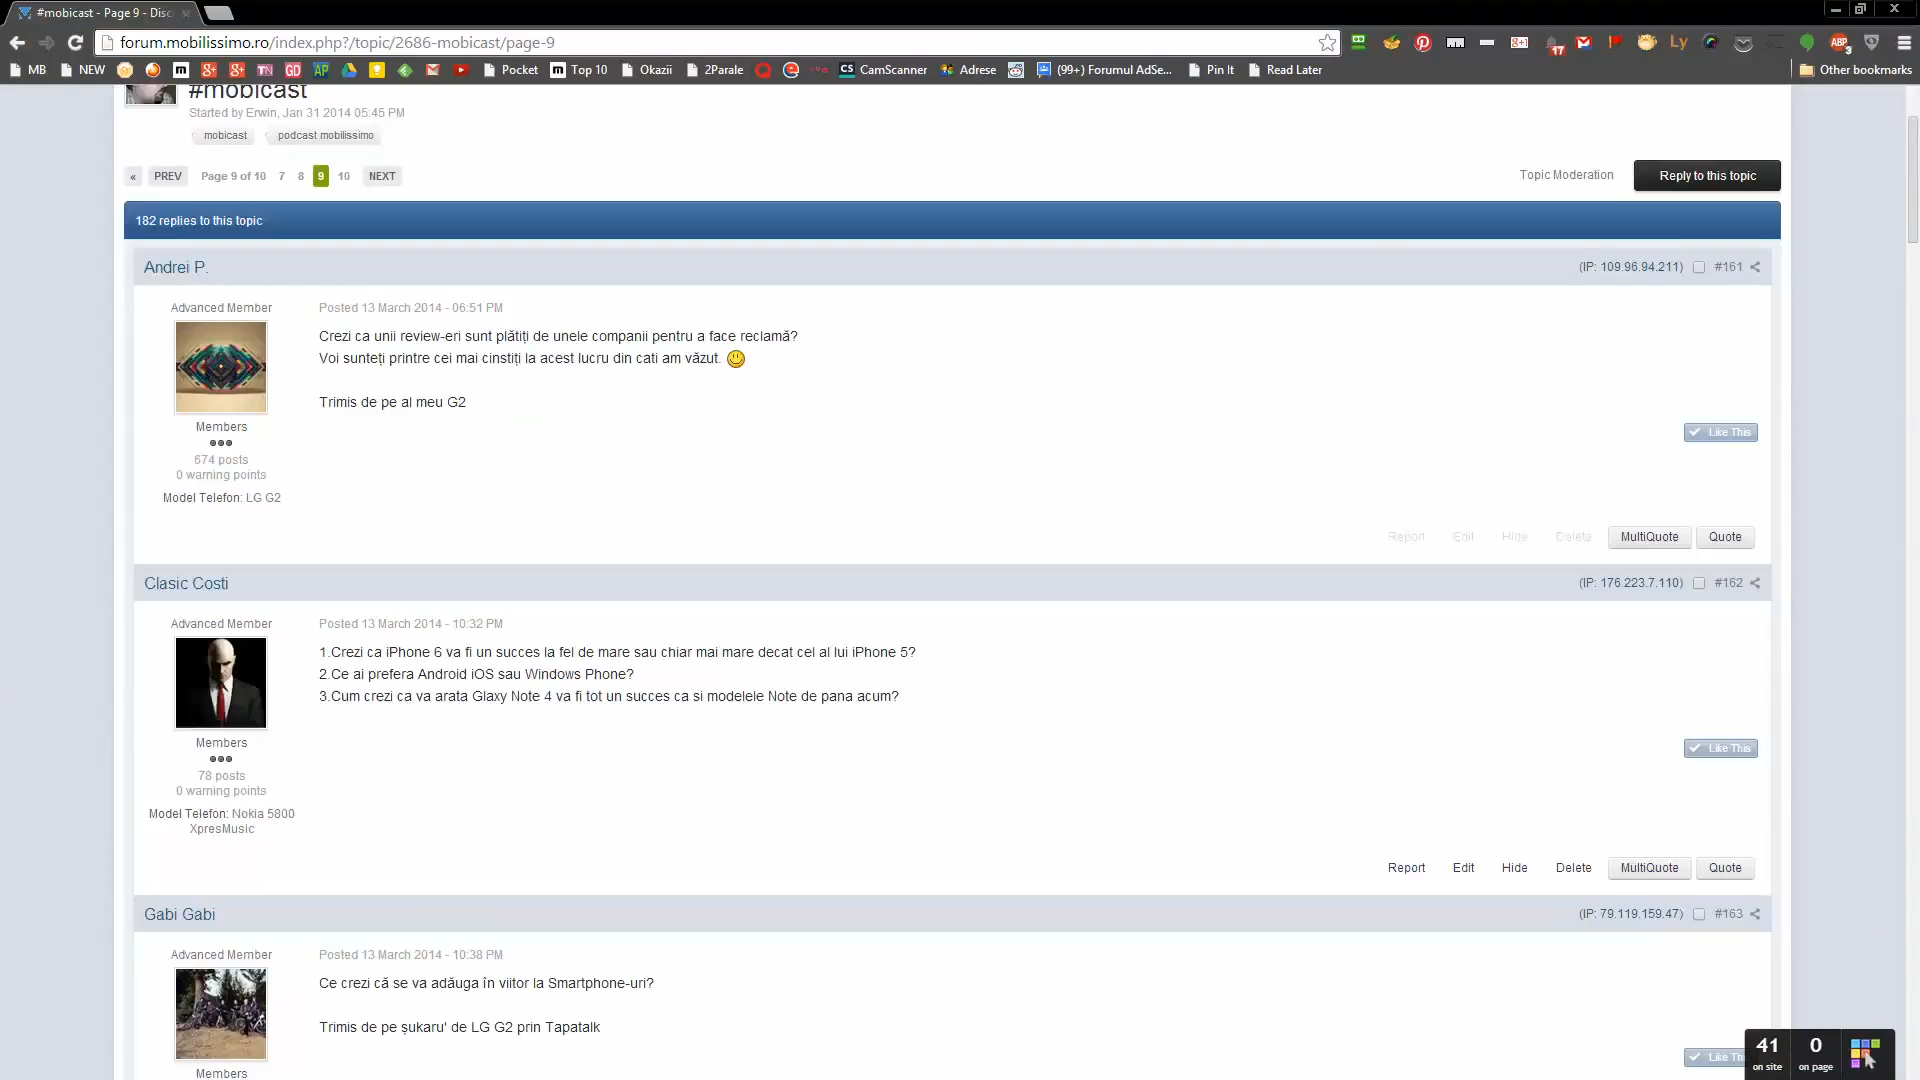 #mobicast - Page 9 - Disc
forum.mobilissimo.ro/index.php?/topic/2686-mobicast/page-9
MB NEW Pocket Top 10 Okazii 2Parale CamScanner Adrese (99+) Forumul AdSe... Pin It Read Later Other bookmarks
#mobicast
Started by Erwin, Jan 31 2014 05:45 PM
mobicast podcast mobilissimo
« PREV Page 9 of 10 7 8 9 10 NEXT
Topic Moderation Reply to this topic
182 replies to this topic
Andrei P. (IP: 109.96.94.211) #161
Advanced Member
Posted 13 March 2014 - 06:51 PM
Crezi ca unii review-eri sunt plătiți de unele companii pentru a face reclamă?
Voi sunteți printre cei mai cinstiți la acest lucru din cati am văzut.
Trimis de pe al meu G2
Members
Like This
674 posts
0 warning points
Model Telefon: LG G2
Report Edit Hide Delete MultiQuote Quote
Clasic Costi (IP: 176.223.7.110) #162
Advanced Member
Posted 13 March 2014 - 10:32 PM
1.Crezi ca iPhone 6 va fi un succes la fel de mare sau chiar mai mare decat cel al lui iPhone 5?
2.Ce ai prefera Android iOS sau Windows Phone?
3.Cum crezi ca va arata Glaxy Note 4 va fi tot un succes ca si modelele Note de pana acum?
Members
Like This
78 posts
0 warning points
Model Telefon: Nokia 5800
XpresMusic
Report Edit Hide Delete MultiQuote Quote
Gabi Gabi (IP: 79.119.159.47) #163
Advanced Member
Posted 13 March 2014 - 10:38 PM
Ce crezi că se va adăuga în viitor la Smartphone-uri?
Trimis de pe șukaru' de LG G2 prin Tapatalk
Members
Like Th
41 on site
0 on page